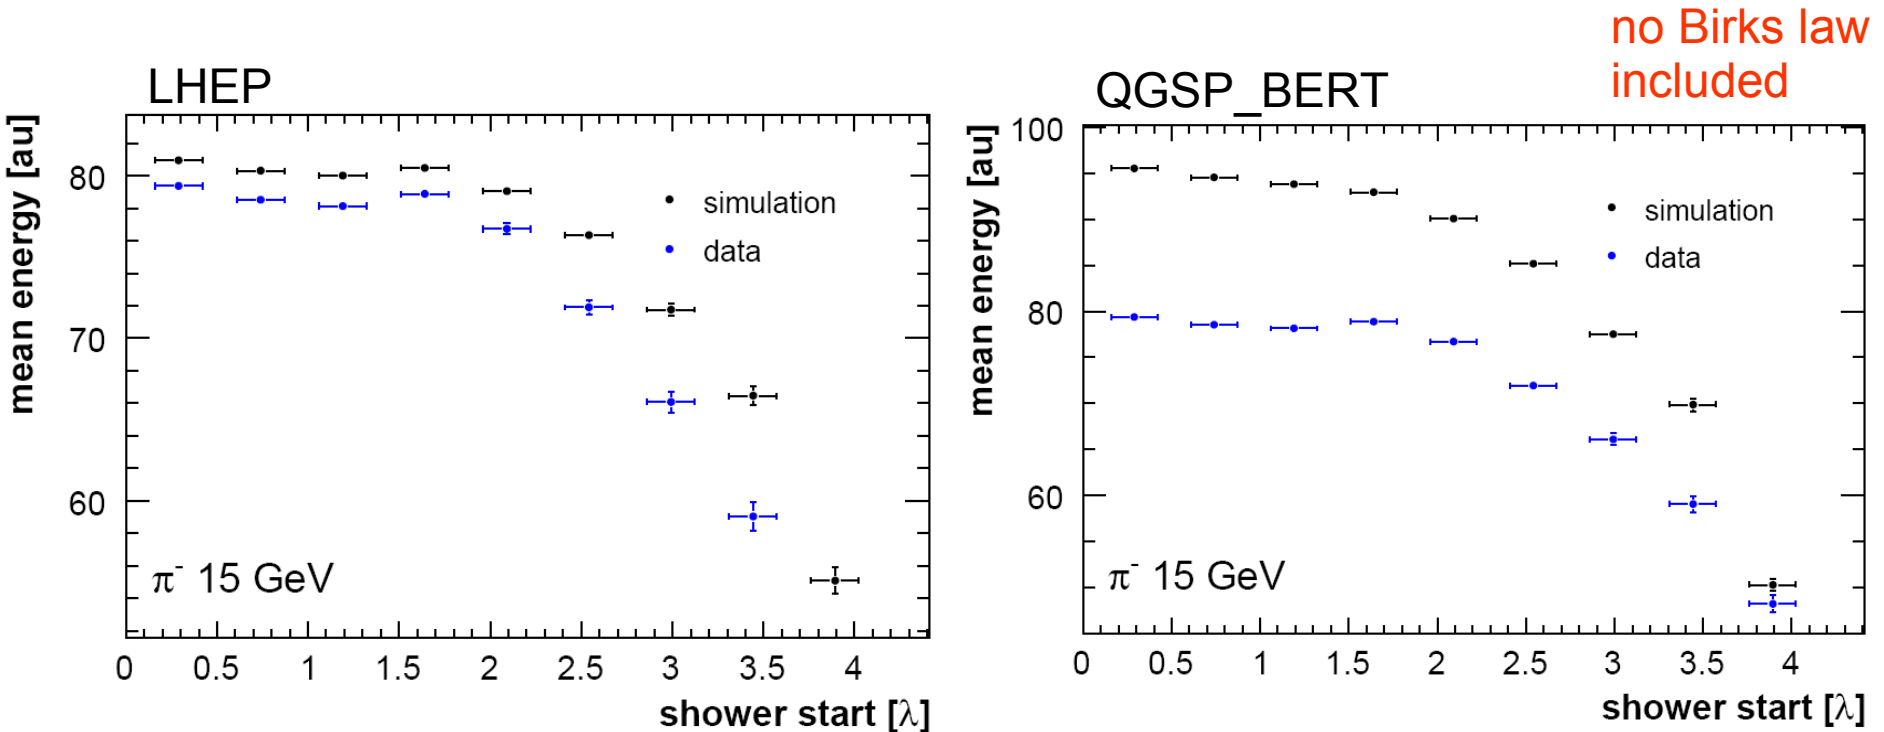 no Birks law
included
LHEP
mean energy [au]
80
70
60
simulation
data
π- 15 GeV
0 0.5 1 1.5 2 2.5 3 3.5 4
shower start [λ]
QGSP_BERT
mean energy [au]
100
80
60
simulation
data
π- 15 GeV
0 0.5 1 1.5 2 2.5 3 3.5 4
shower start [λ]